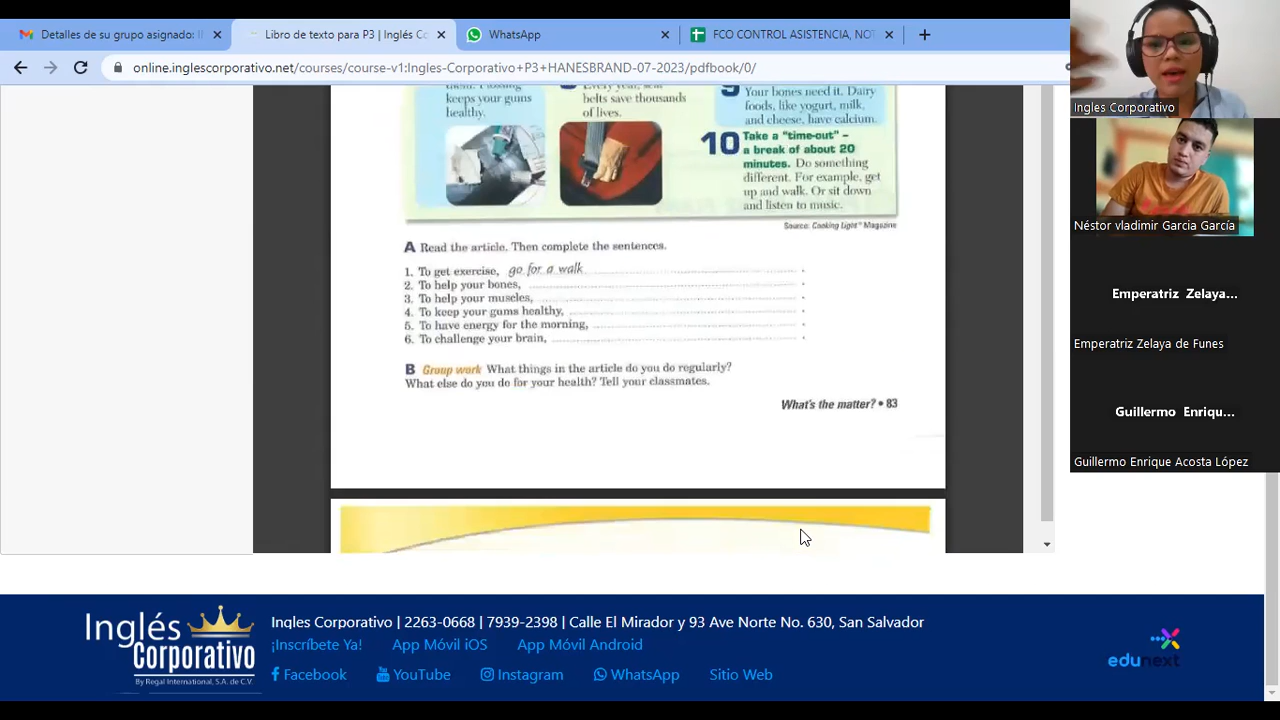 Detalles de su grupo asignado: I
Libro de texto para P3 | Inglés Co
WhatsApp
FCO CONTROL ASISTENCIA, NOT
online.inglescorporativo.net/courses/course-v1:Ingles-Corporativo+P3+HANESBRAND-07-2023/pdfbook/0/
keeps your guns
healthy.
Every year, seat
belts save thousands
of lives.
9
Your bones need it. Dairy
foods, like yogurt, milk,
and cheese, have calcium.
10 Take a “time-out” –
a break of about 20
minutes. Do something
different. For example, get
up and walk. Or sit down
and listen to music.
Source: Cooking Light® Magazine
A Read the article. Then complete the sentences.
1. To get exercise, go for a walk.
2. To help your bones, .
3. To help your muscles, .
4. To keep your gums healthy, .
5. To have energy for the morning, .
6. To challenge your brain, .
B Group work What things in the article do you do regularly?
What else do you do for your health? Tell your classmates.
What's the matter? • 83
Ingles Corporativo
Néstor vladimir Garcia García
Emperatriz Zelaya...
Emperatriz Zelaya de Funes
Guillermo Enriqu...
Guillermo Enrique Acosta López
Inglés
Corporativo
By Regal International, S.A. de C.V.
Ingles Corporativo | 2263-0668 | 7939-2398 | Calle El Mirador y 93 Ave Norte No. 630, San Salvador
¡Inscríbete Ya! App Móvil iOS App Móvil Android
Facebook YouTube Instagram WhatsApp Sitio Web
edunext